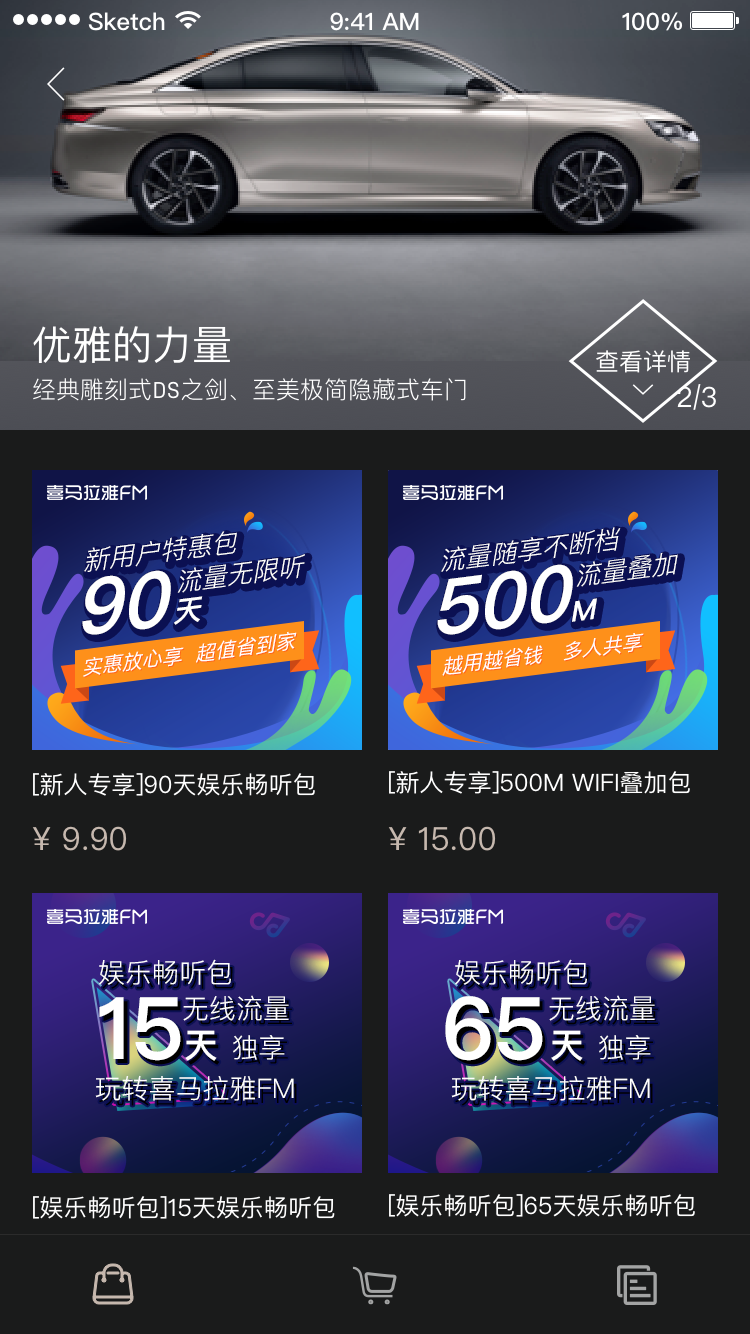 Sketch 9:41 AM 100%
优雅的力量
经典雕刻式DS之剑、至美极简隐藏式车门
查看详情
2/3
喜马拉雅FM
新用户特惠包
90天 流量无限听
实惠放心享 超值省到家
喜马拉雅FM
流量随享不断档
500M 流量叠加
越用越省钱 多人共享
[新人专享]90天娱乐畅听包
[新人专享]500M WIFI叠加包
¥ 9.90
¥ 15.00
喜马拉雅FM
娱乐畅听包
15天 无线流量
独享
玩转喜马拉雅FM
喜马拉雅FM
娱乐畅听包
65天 无线流量
独享
玩转喜马拉雅FM
[娱乐畅听包]15天娱乐畅听包
[娱乐畅听包]65天娱乐畅听包